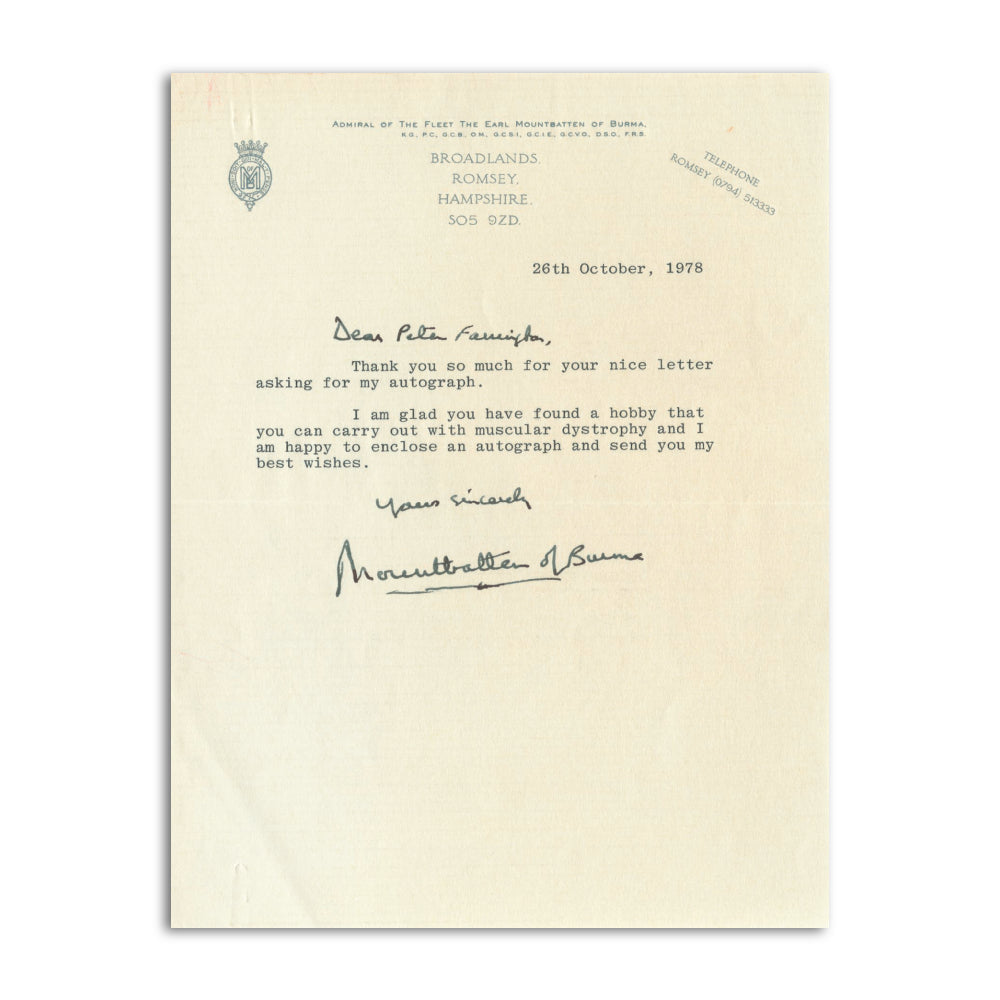 ADMIRAL OF THE FLEET THE EARL MOUNTBATTEN OF BURMA,
K.G., P.C., G.C.B., O.M., G.C.S.I., G.C.I.E., G.C.V.O., D.S.O., F.R.S.
BROADLANDS,
ROMSEY,
HAMPSHIRE.
SO5 9ZD.
TELEPHONE
ROMSEY (0794) 513333
26th October, 1978
Dear Peter Farrington,
Thank you so much for your nice letter
asking for my autograph.
I am glad you have found a hobby that
you can carry out with muscular dystrophy and I
am happy to enclose an autograph and send you my
best wishes.
Yours sincerely
Mountbatten of Burma